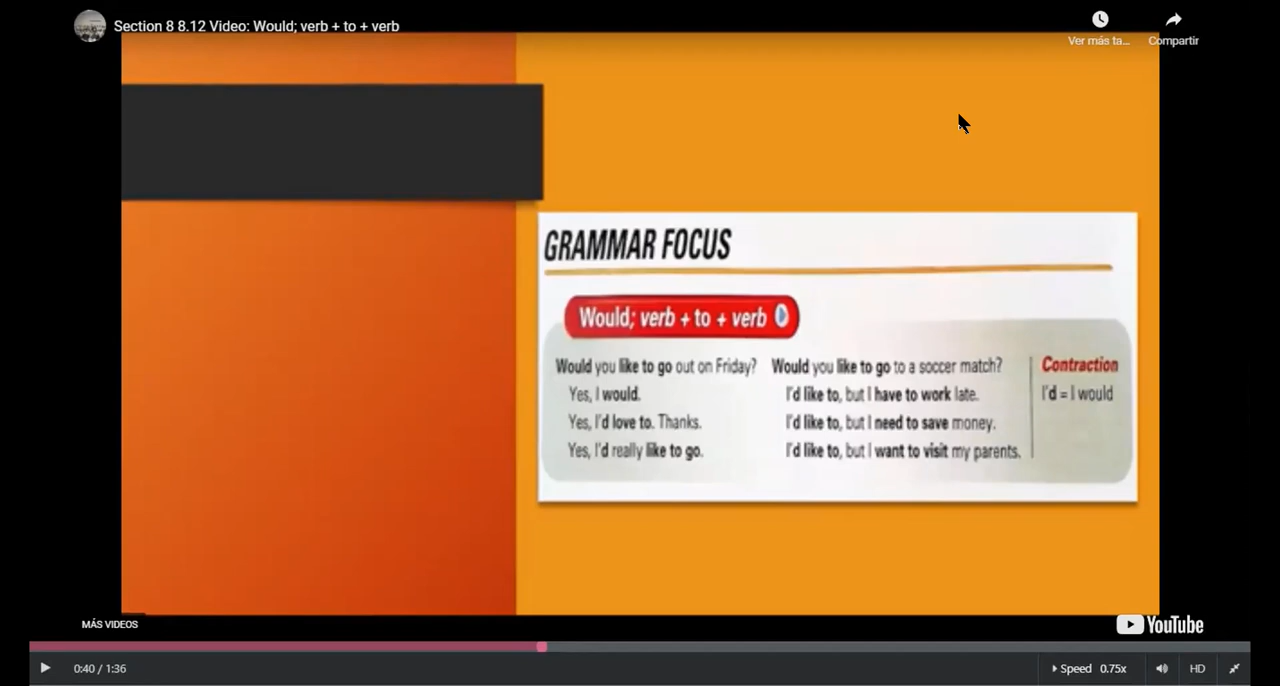 Section 8 8.12 Video: Would; verb + to + verb
Ver más ta...
Compartir
GRAMMAR FOCUS
Would; verb + to + verb
Would you like to go out on Friday?
Yes, I would.
Yes, I'd love to. Thanks.
Yes, I'd really like to go.
Would you like to go to a soccer match?
I'd like to, but I have to work late.
I'd like to, but I need to save money.
I'd like to, but I want to visit my parents.
Contraction
I'd = I would
MÁS VIDEOS
YouTube
0:40 / 1:36
Speed 0.75x
HD